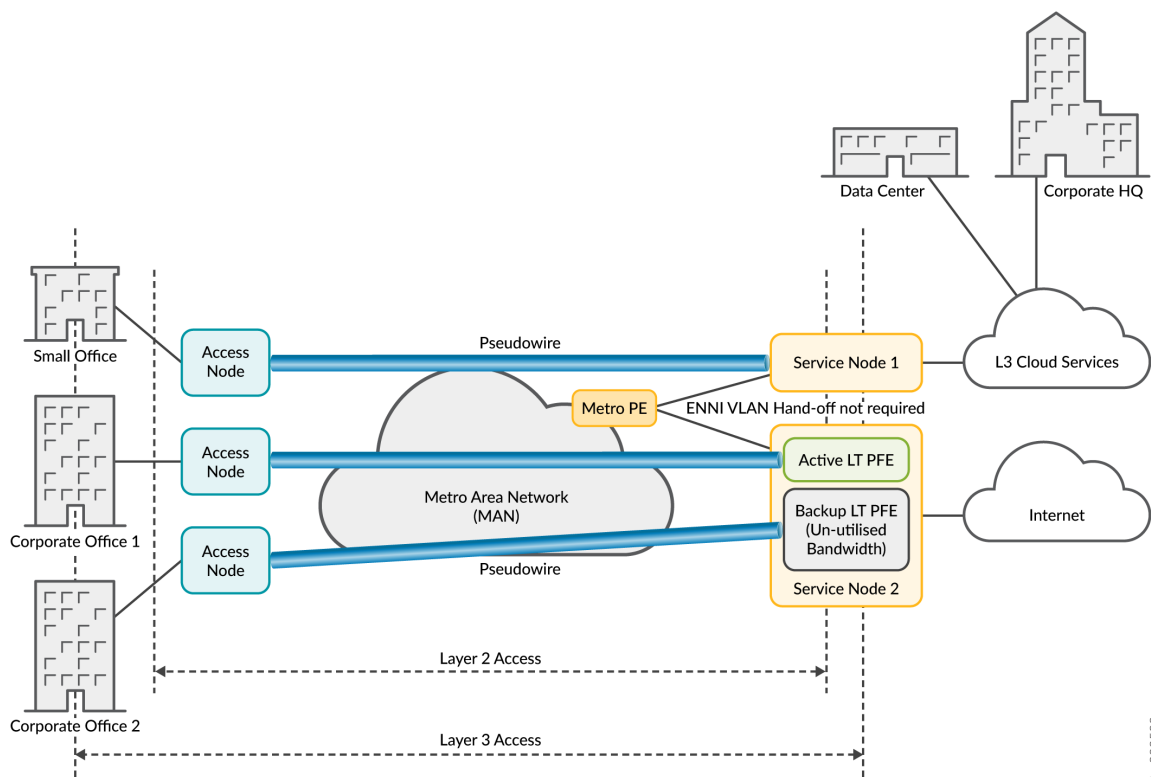 Data Center
Corporate HQ
Small Office
Access
Node
Pseudowire
Service Node 1
L3 Cloud Services
Metro PE
ENNI VLAN Hand-off not required
Access
Node
Active LT PFE
Corporate Office 1
Metro Area Network
(MAN)
Backup LT PFE
(Un-utilised
Bandwidth)
Internet
Access
Node
Pseudowire
Service Node 2
Layer 2 Access
Corporate Office 2
Layer 3 Access